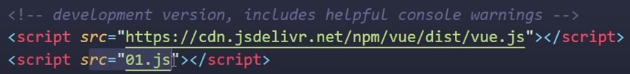 <!-- development version, includes helpful console warnings -->
<script src="https://cdn.jsdelivr.net/npm/vue/dist/vue.js"></script>
<script src="01.js"></script>